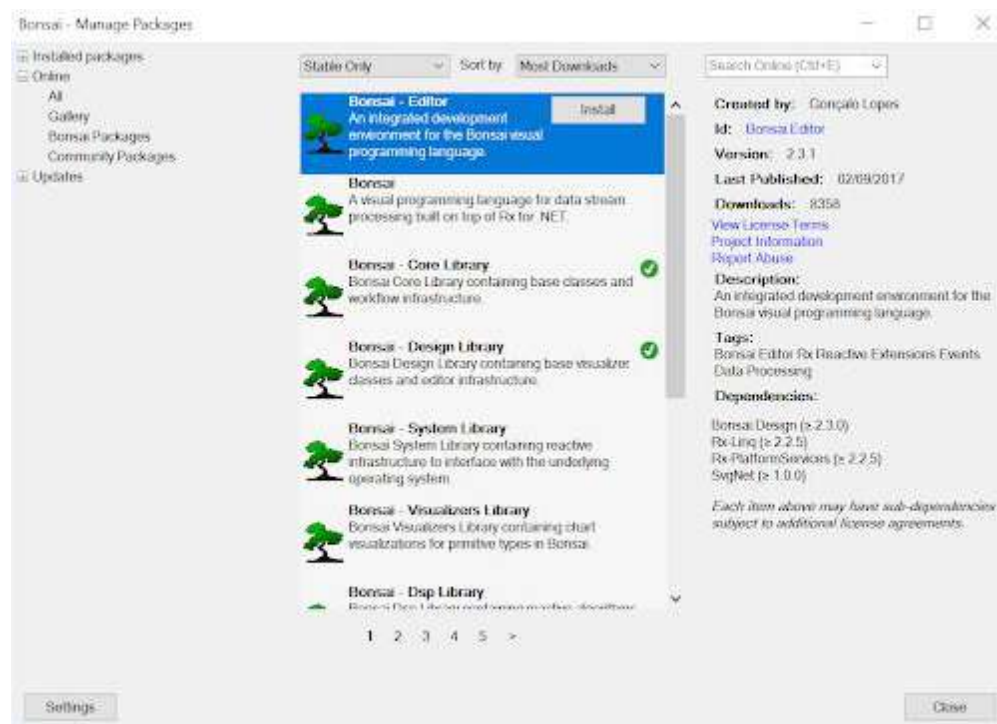 Bonsai - Manage Packages
Installed packages
Online
All
Gallery
Bonsai Packages
Community Packages
Updates
Stable Only
Sort by
Most Downloads
Search Online (Ctrl+E)
Bonsai - Editor
An integrated development
environment for the Bonsai visual
programming language.
Install
Bonsai
A visual programming language for data stream
processing built on top of Rx for .NET.
Bonsai - Core Library
Bonsai Core Library containing base classes and
workflow infrastructure.
Bonsai - Design Library
Bonsai Design Library containing base visualizer
classes and editor infrastructure.
Bonsai - System Library
Bonsai System Library containing reactive
infrastructure to interface with the underlying
operating system.
Bonsai - Visualizers Library
Bonsai Visualizers Library containing chart
visualizations for primitive types in Bonsai.
Bonsai - Dsp Library
Bonsai Dsp Library containing reactive algorithms
1 2 3 4 5 >
Created by: Gonçalo Lopes
Id: Bonsai.Editor
Version: 2.3.1
Last Published: 02/09/2017
Downloads: 8358
View License Terms
Project Information
Report Abuse
Description:
An integrated development environment for the
Bonsai visual programming language.
Tags:
Bonsai Editor Rx Reactive Extensions Events
Data Processing
Dependencies:
Bonsai.Design (≥ 2.3.0)
Rx-Linq (≥ 2.2.5)
Rx-PlatformServices (≥ 2.2.5)
SvgNet (≥ 1.0.0)
Each item above may have sub-dependencies
subject to additional license agreements.
Settings
Close